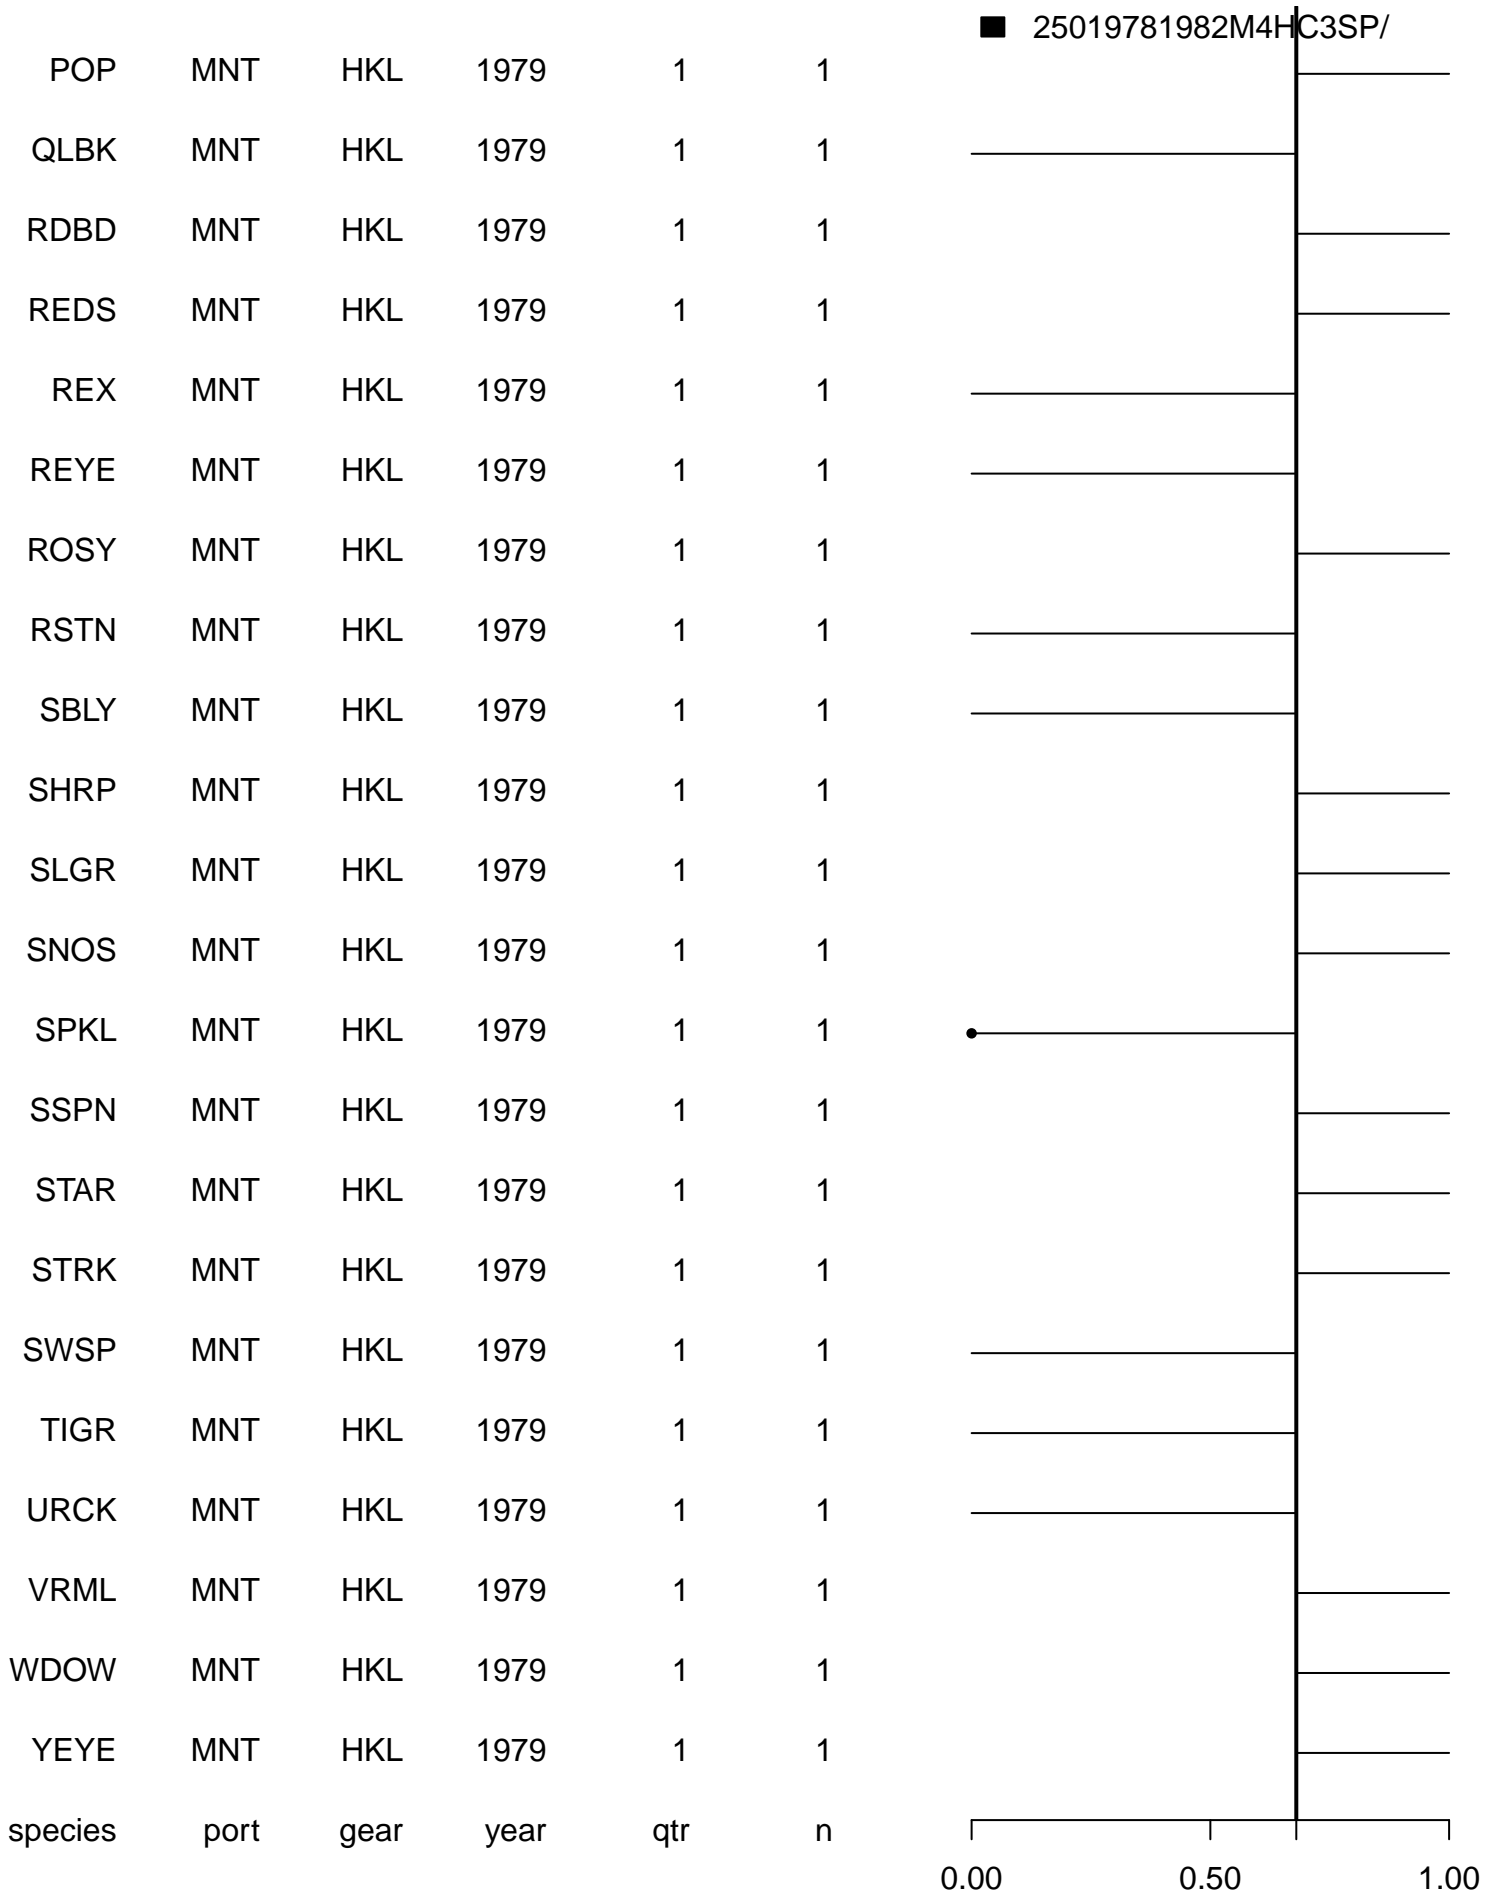 25019781982M4HC3SP/
POP MNT HKL 1979 1 1
QLBK MNT HKL 1979 1 1
RDBD MNT HKL 1979 1 1
REDS MNT HKL 1979 1 1
REX MNT HKL 1979 1 1
REYE MNT HKL 1979 1 1
ROSY MNT HKL 1979 1 1
RSTN MNT HKL 1979 1 1
SBLY MNT HKL 1979 1 1
SHRP MNT HKL 1979 1 1
SLGR MNT HKL 1979 1 1
SNOS MNT HKL 1979 1 1
SPKL MNT HKL 1979 1 1
SSPN MNT HKL 1979 1 1
STAR MNT HKL 1979 1 1
STRK MNT HKL 1979 1 1
SWSP MNT HKL 1979 1 1
TIGR MNT HKL 1979 1 1
URCK MNT HKL 1979 1 1
VRML MNT HKL 1979 1 1
WDOW MNT HKL 1979 1 1
YEYE MNT HKL 1979 1 1
species port gear year qtr n
0.00 0.50 1.00